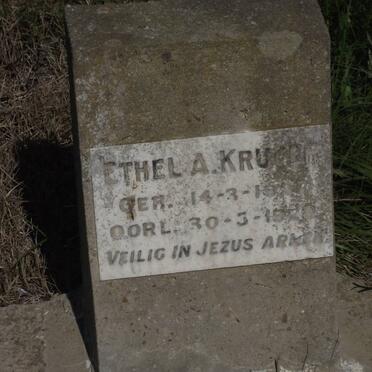 ETHEL A.
GEB. 14-3-
OORL. 30-3-
VEILIG IN JEZUS ARMEN